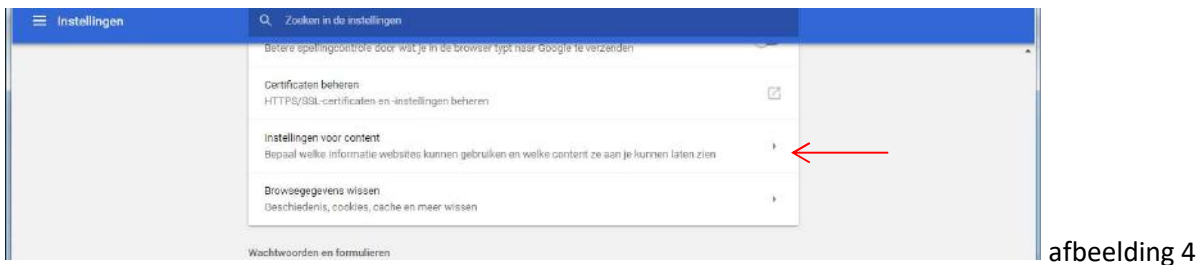 Instellingen
Zoeken in de instellingen
Betere spellingcontrole door wat je in de browser typt naar Google te verzenden
Certificaten beheren
HTTPS/SSL-certificaten en -instellingen beheren
Instellingen voor content
Bepaal welke informatie websites kunnen gebruiken en welke content ze aan je kunnen laten zien
Browsegegevens wissen
Geschiedenis, cookies, cache en meer wissen
Wachtwoorden en formulieren
afbeelding 4